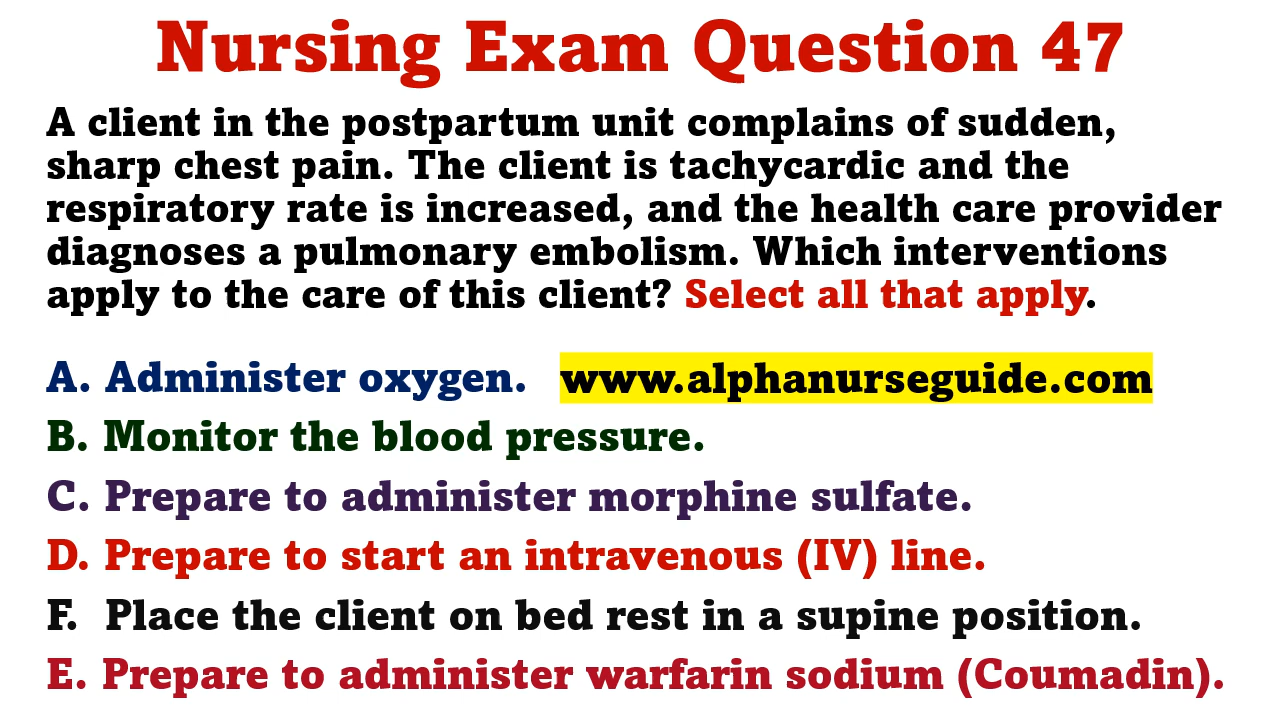 Nursing Exam Question 47
A client in the postpartum unit complains of sudden,
sharp chest pain. The client is tachycardic and the
respiratory rate is increased, and the health care provider
diagnoses a pulmonary embolism. Which interventions
apply to the care of this client? Select all that apply.
A. Administer oxygen. www.alphanurseguide.com
B. Monitor the blood pressure.
C. Prepare to administer morphine sulfate.
D. Prepare to start an intravenous (IV) line.
F. Place the client on bed rest in a supine position.
E. Prepare to administer warfarin sodium (Coumadin).